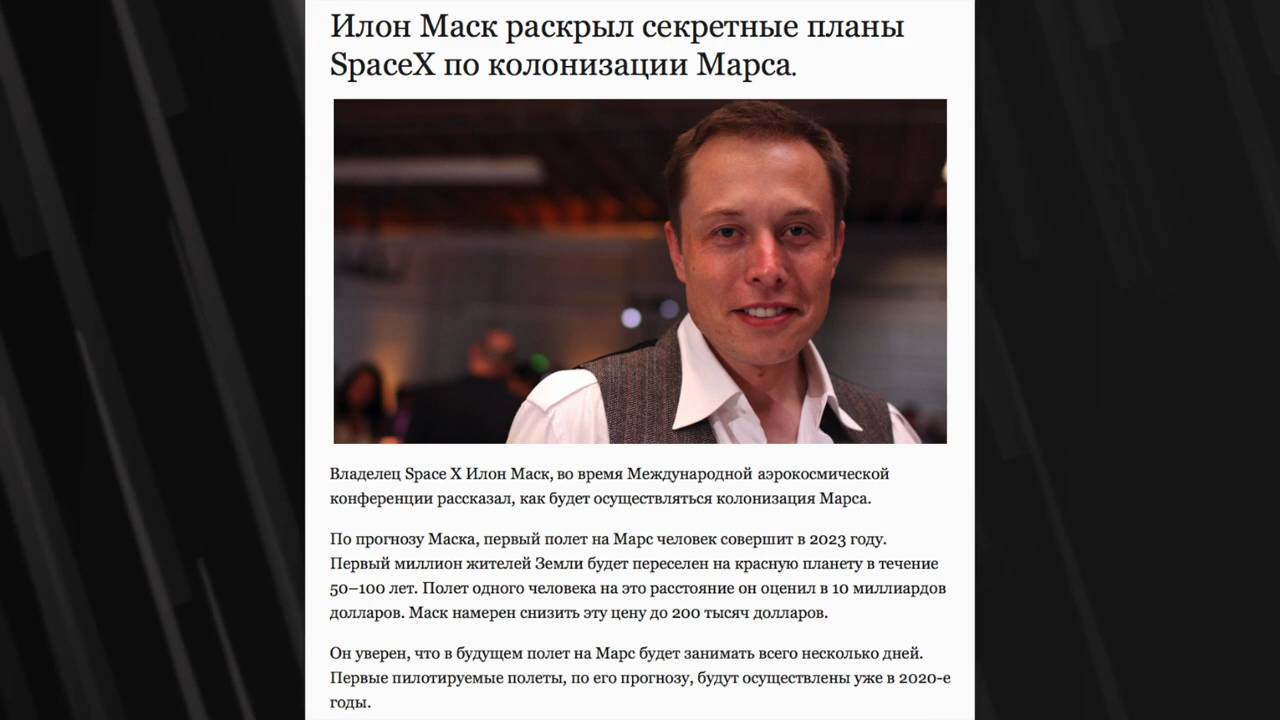 Илон Маск раскрыл секретные планы
SpaceX по колонизации Марса.
Владелец Space X Илон Маск, во время Международной аэрокосмической
конференции рассказал, как будет осуществляться колонизация Марса.
По прогнозу Маска, первый полет на Марс человек совершит в 2023 году.
Первый миллион жителей Земли будет переселен на красную планету в течение
50–100 лет. Полет одного человека на это расстояние он оценил в 10 миллиардов
долларов. Маск намерен снизить эту цену до 200 тысяч долларов.
Он уверен, что в будущем полет на Марс будет занимать всего несколько дней.
Первые пилотируемые полеты, по его прогнозу, будут осуществлены уже в 2020-е
годы.